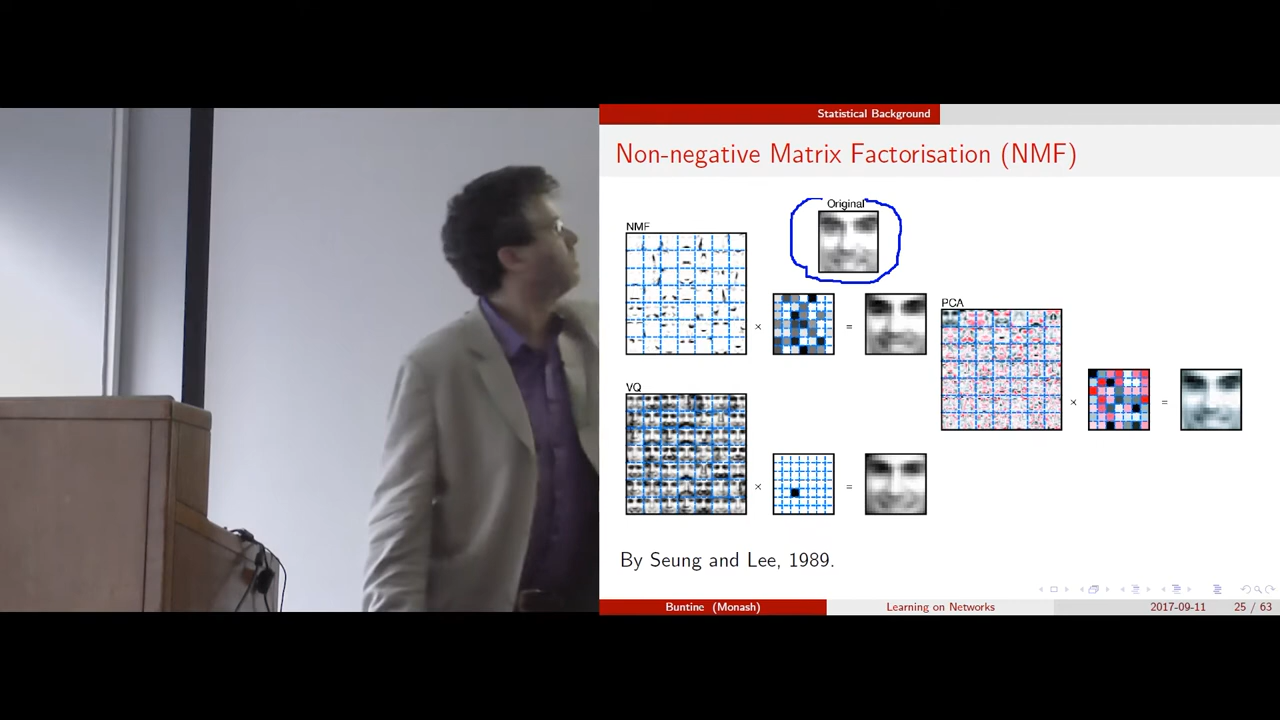 Statistical Background
Non-negative Matrix Factorisation (NMF)
Original
NMF
×
=
PCA
×
=
VQ
×
=
By Seung and Lee, 1989.
Buntine (Monash)
Learning on Networks
2017-09-11
25 / 63